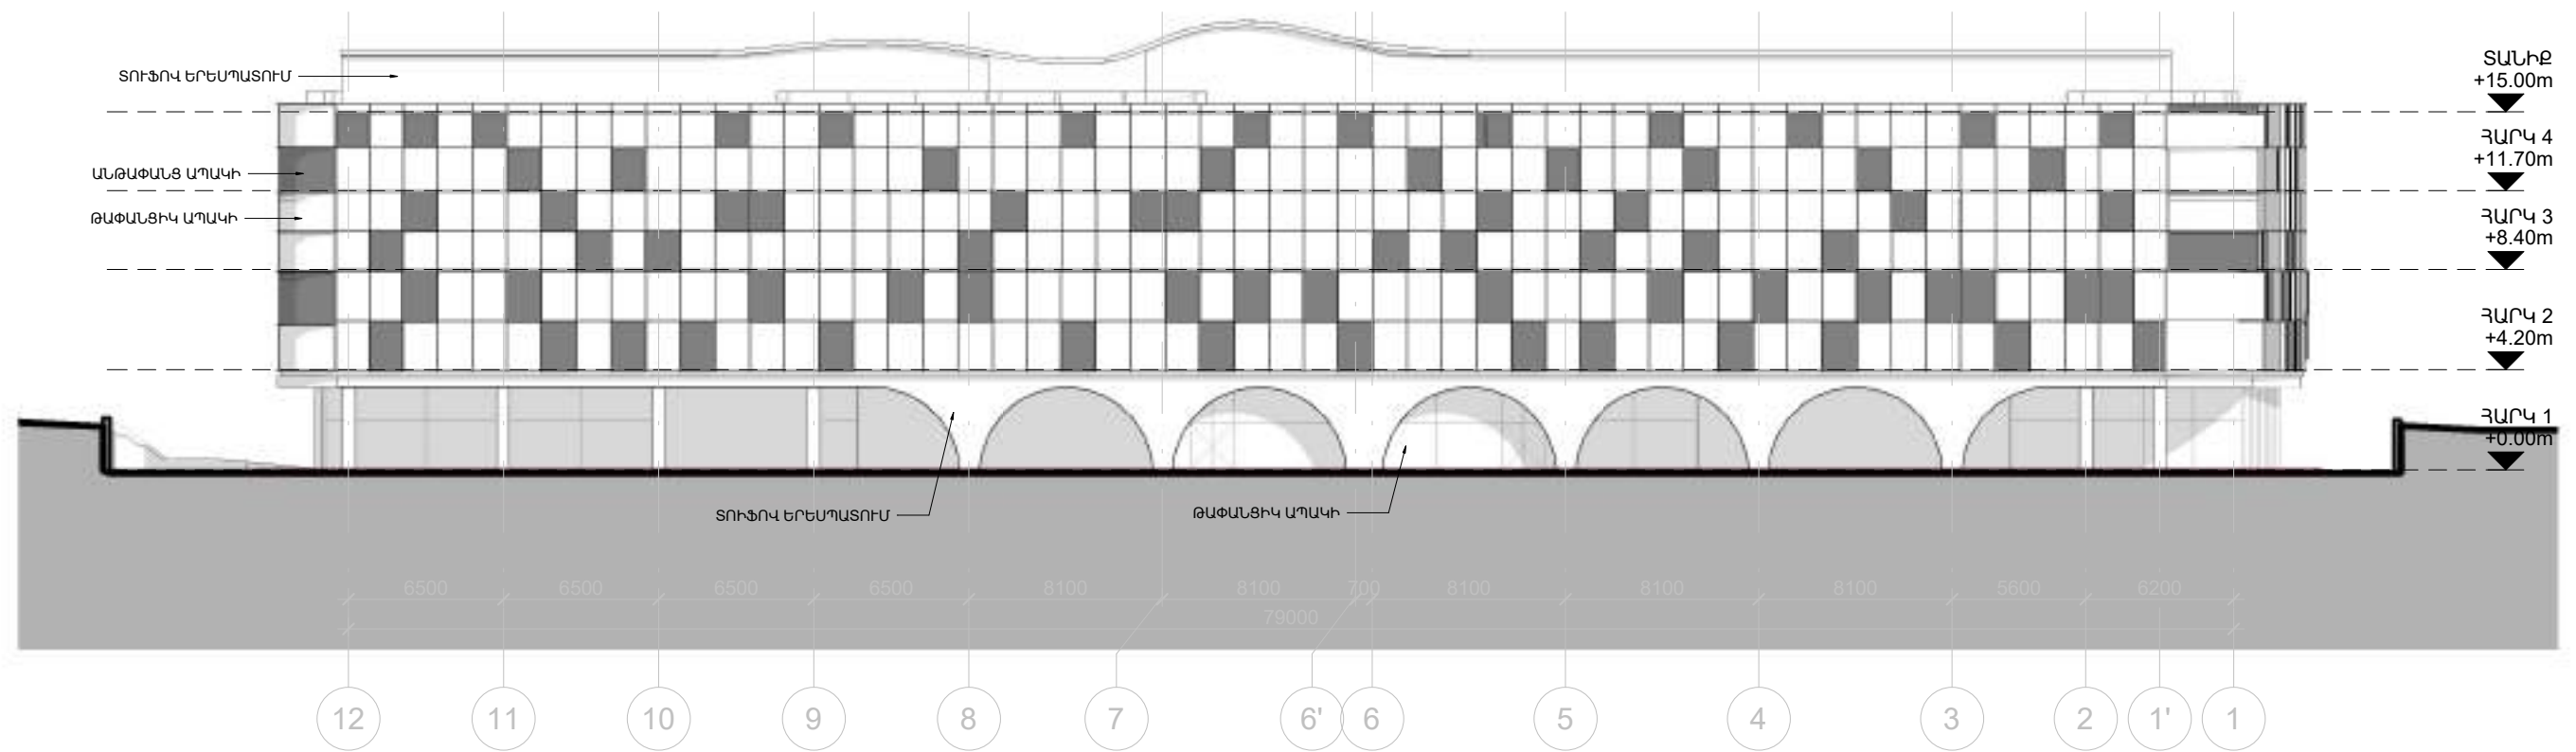 ՏՈՒՖՈՎ ԵՐԵՍՊԱՏՈՒՄ
ՏԱՆԻՔ
+15.00m
ՀԱՐԿ 4
+11.70m
ԱՆԹԱՓԱՆՑ ԱՊԱԿԻ
ԹԱՓԱՆՑԻԿ ԱՊԱԿԻ
ՀԱՐԿ 3
+8.40m
ՀԱՐԿ 2
+4.20m
ՀԱՐԿ 1
+0.00m
ՏՈՒՖՈՎ ԵՐԵՍՊԱՏՈՒՄ
ԹԱՓԱՆՑԻԿ ԱՊԱԿԻ
6500 6500 6500 6500 8100 8100 700 8100 8100 8100 5600 6200
79000
12 11 10 9 8 7 6' 6 5 4 3 2 1' 1